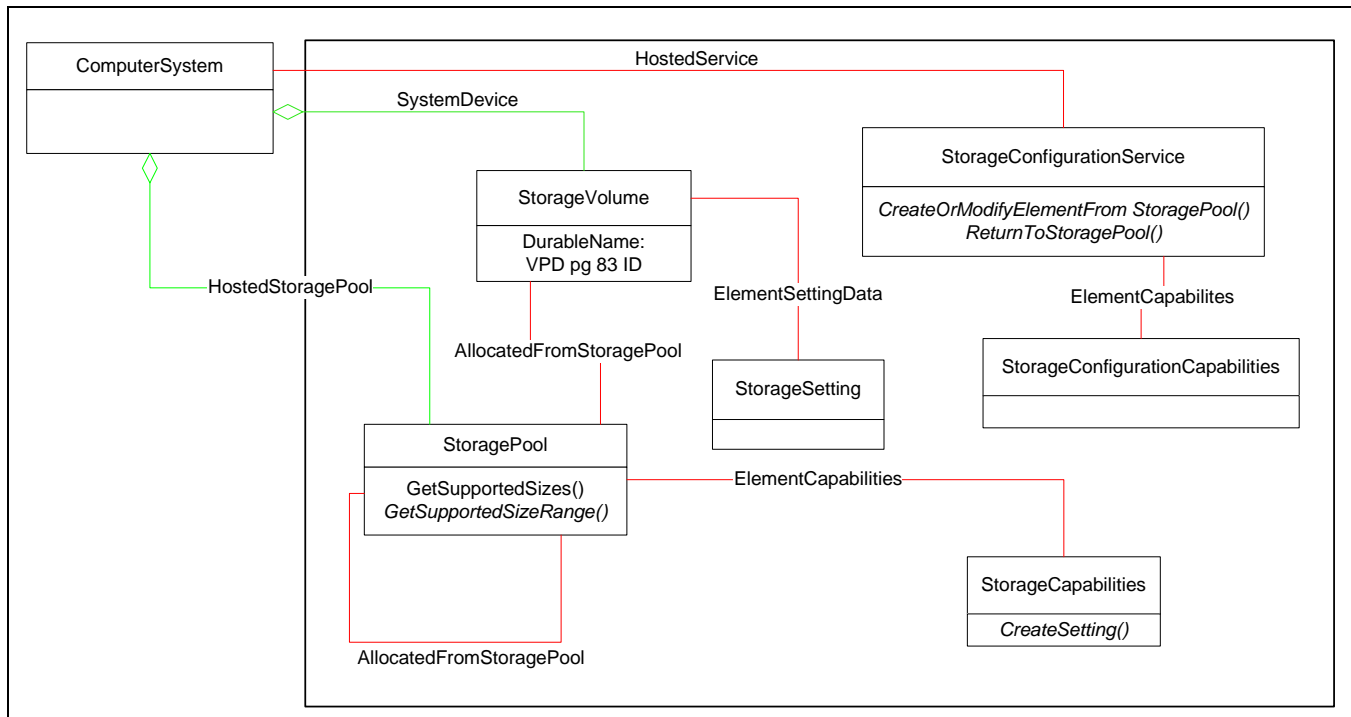 HostedService
ComputerSystem
SystemDevice
StorageConfigurationService
CreateOrModifyElementFrom StoragePool()
ReturnToStoragePool()
StorageVolume
DurableName:
VPD pg 83 ID
HostedStoragePool
ElementSettingData
ElementCapabilites
AllocatedFromStoragePool
StorageSetting
StorageConfigurationCapabilities
StoragePool
GetSupportedSizes()
GetSupportedSizeRange()
ElementCapabilities
StorageCapabilities
CreateSetting()
AllocatedFromStoragePool